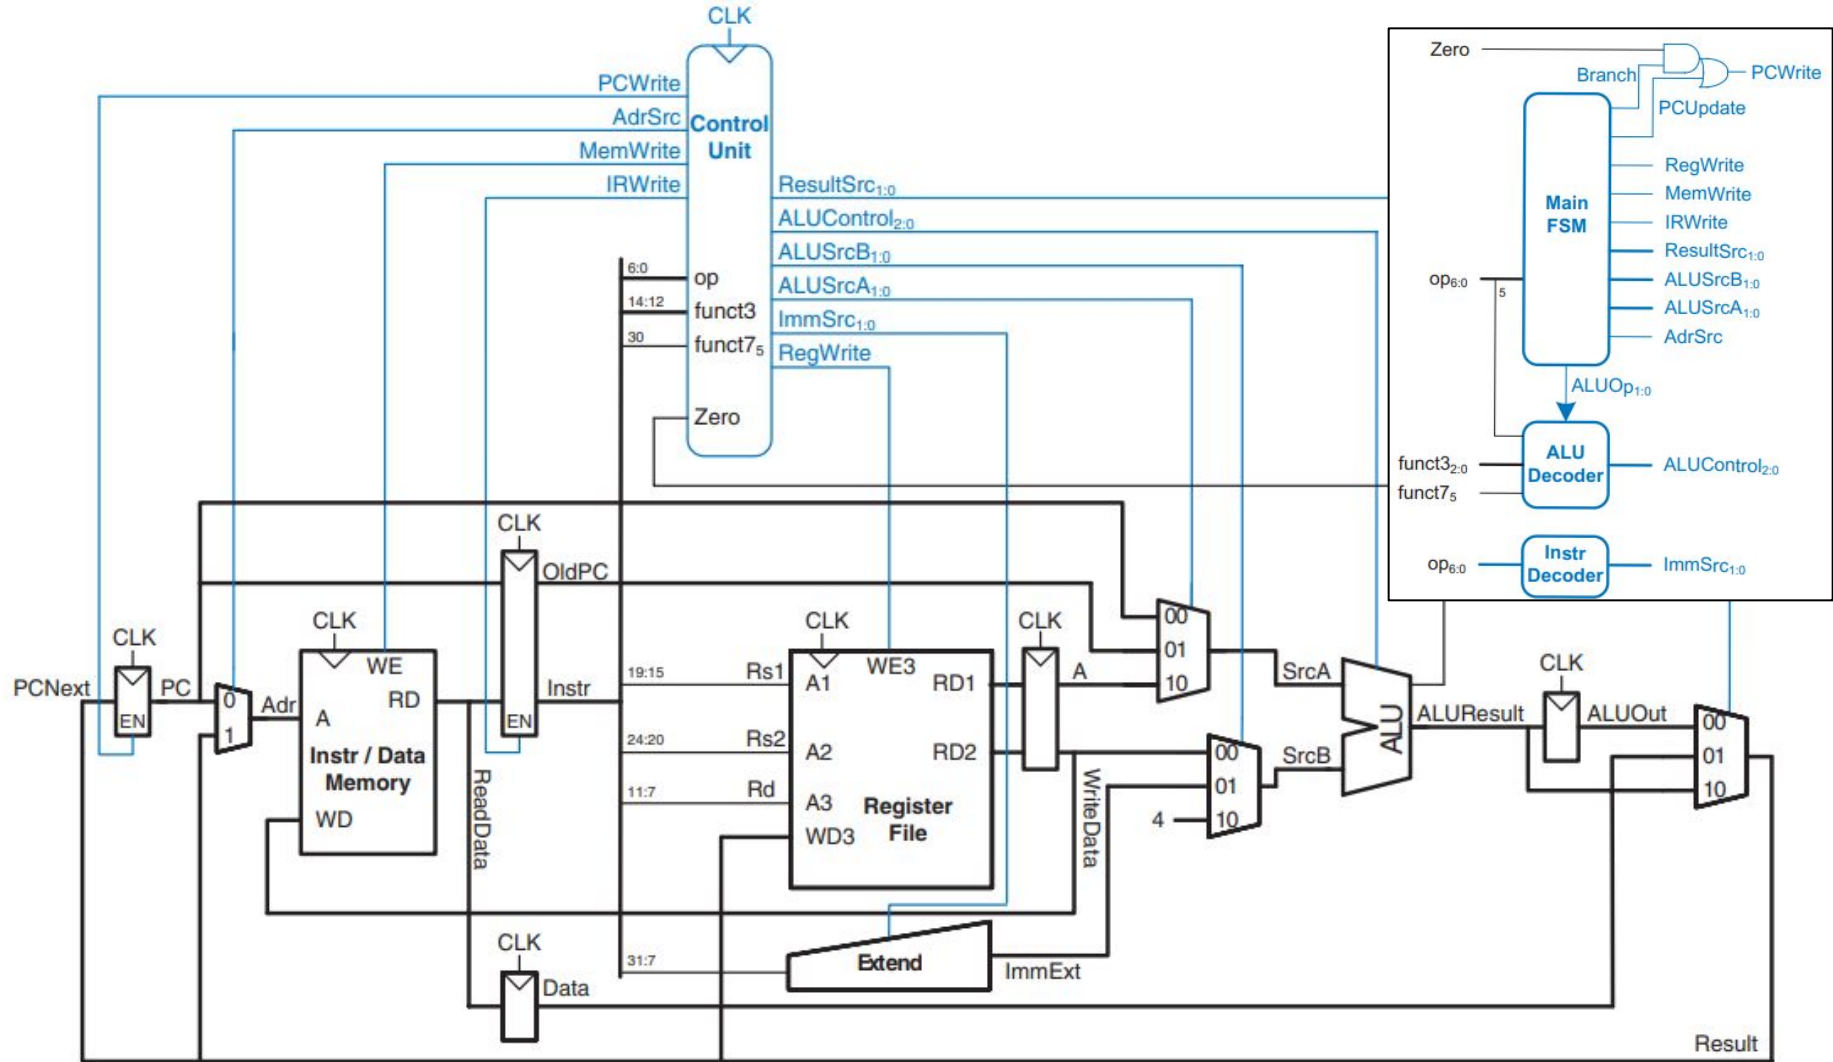 CLK
PCWrite
AdrSrc
MemWrite
IRWrite
Control
Unit
ResultSrc1:0
ALUControl2:0
ALUSrcB1:0
ALUSrcA1:0
ImmSrc1:0
RegWrite
6:0
op
14:12
funct3
30
funct75
Zero
Zero
Branch
PCWrite
PCUpdate
RegWrite
MemWrite
IRWrite
ResultSrc1:0
ALUSrcB1:0
ALUSrcA1:0
AdrSrc
Main
FSM
op6:0
5
ALUOp1:0
ALU
Decoder
funct32:0
funct75
ALUControl2:0
op6:0
Instr
Decoder
ImmSrc1:0
CLK
OldPC
CLK
CLK
CLK
CLK
CLK
PCNext
EN
PC
0
1
Adr
WE
RD
A
Instr / Data
Memory
WD
EN
Instr
ReadData
19:15
Rs1
24:20
Rs2
11:7
Rd
31:7
A1
A2
A3
WD3
WE3
RD1
RD2
Register
File
A
WriteData
00
01
10
00
01
10
4
SrcA
SrcB
ALU
ALUResult
ALUOut
00
01
10
CLK
Data
Extend
ImmExt
Result